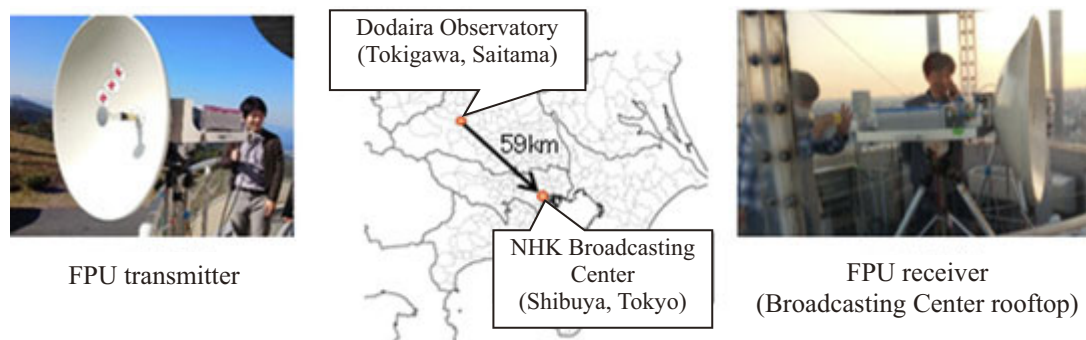 Dodaira Observatory
(Tokigawa, Saitama)
59km
NHK Broadcasting
Center
(Shibuya, Tokyo)
FPU transmitter
FPU receiver
(Broadcasting Center rooftop)